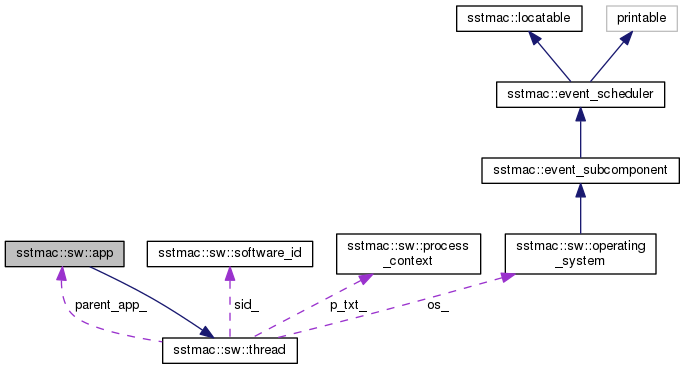 sstmac::locatable
printable
sstmac::event_scheduler
sstmac::event_subcomponent
sstmac::sw::app
sstmac::sw::software_id
sstmac::sw::process
_context
sstmac::sw::operating
_system
parent_app_
sid_
p_txt_
os_
sstmac::sw::thread